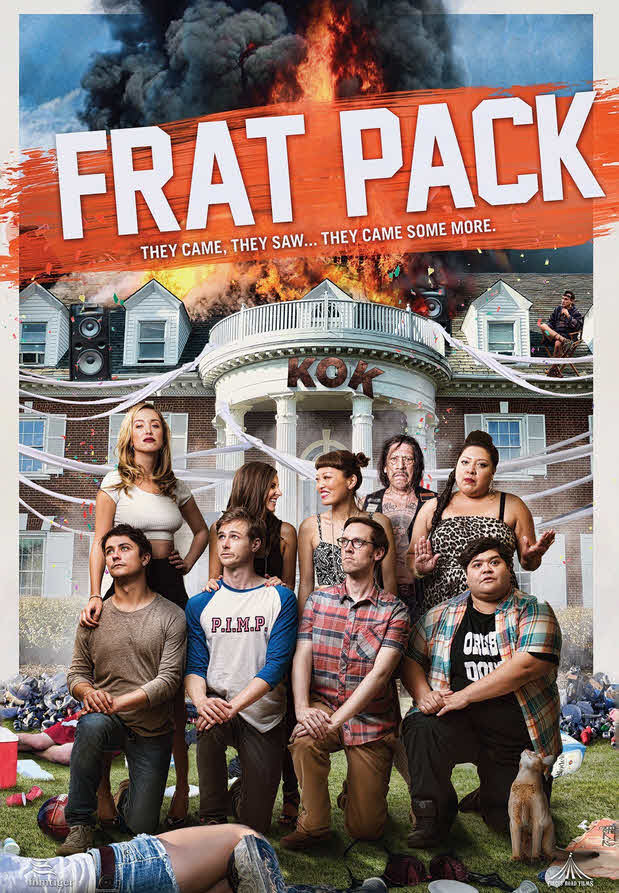 FRAT PACK
THEY CAME, THEY SAW... THEY CAME SOME MORE.
KOK
P.I.M.P.